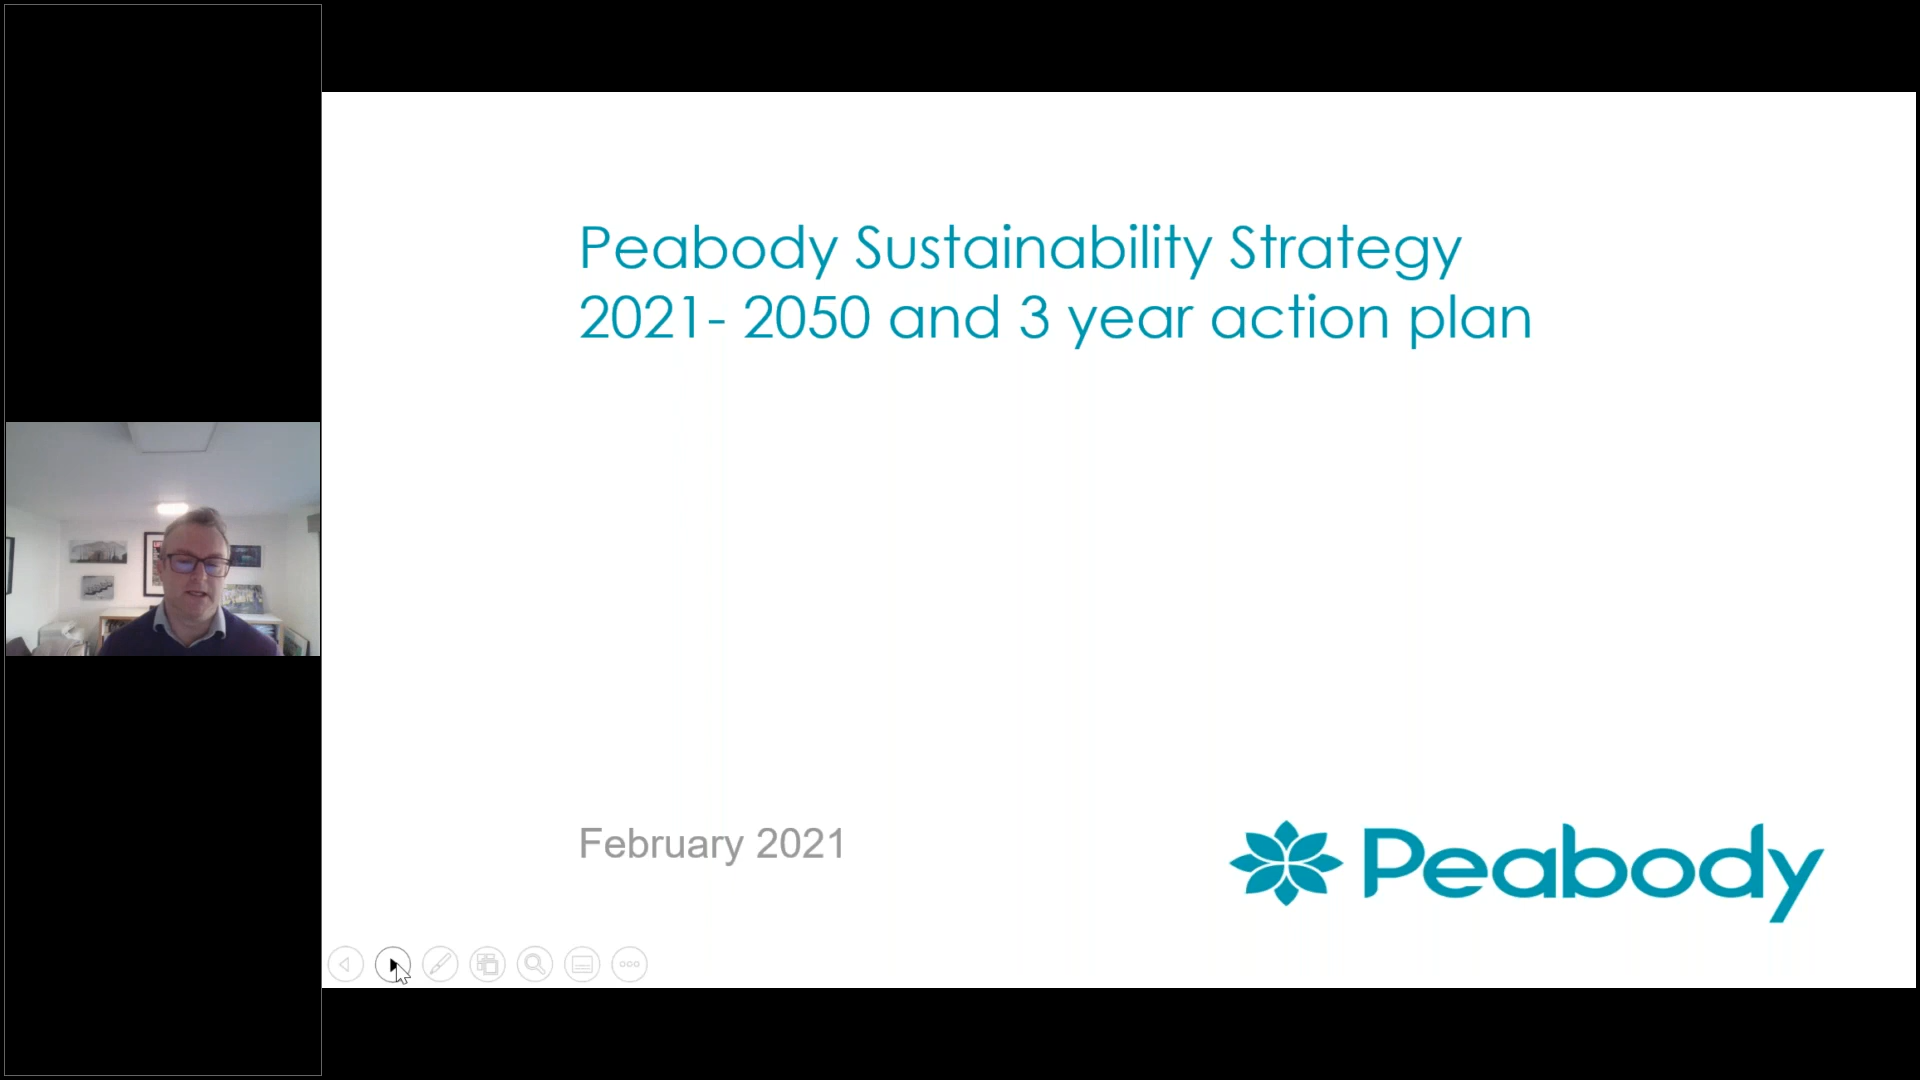 Peabody Sustainability Strategy
2021- 2050 and 3 year action plan
February 2021
Peabody